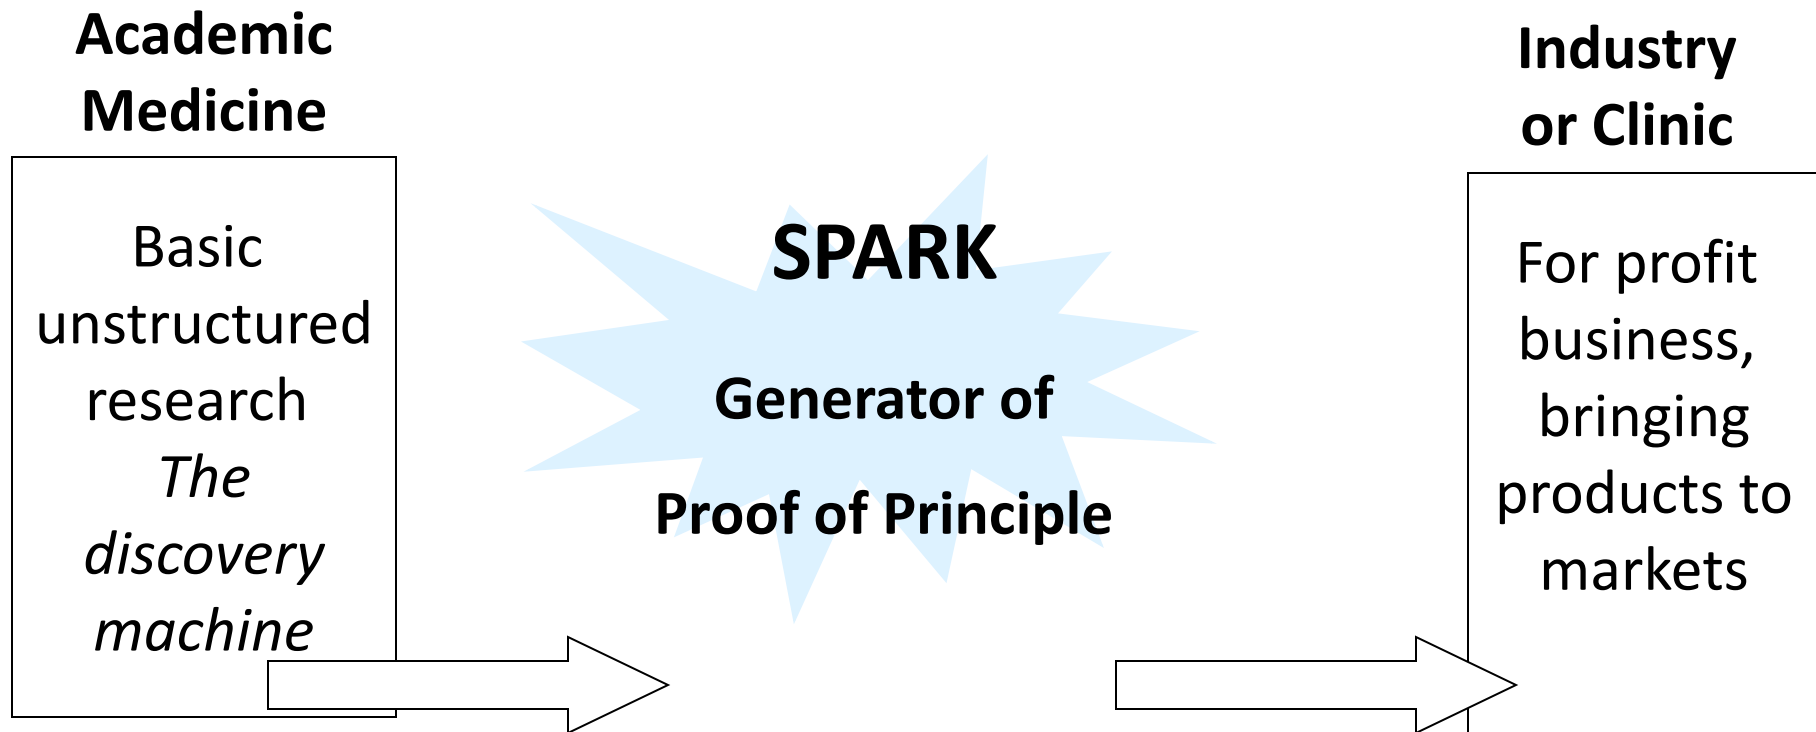 Academic
Medicine
Basic
unstructured
research
The
discovery
machine
SPARK
Generator of
Proof of Principle
Industry
or Clinic
For profit
business,
bringing
products to
markets